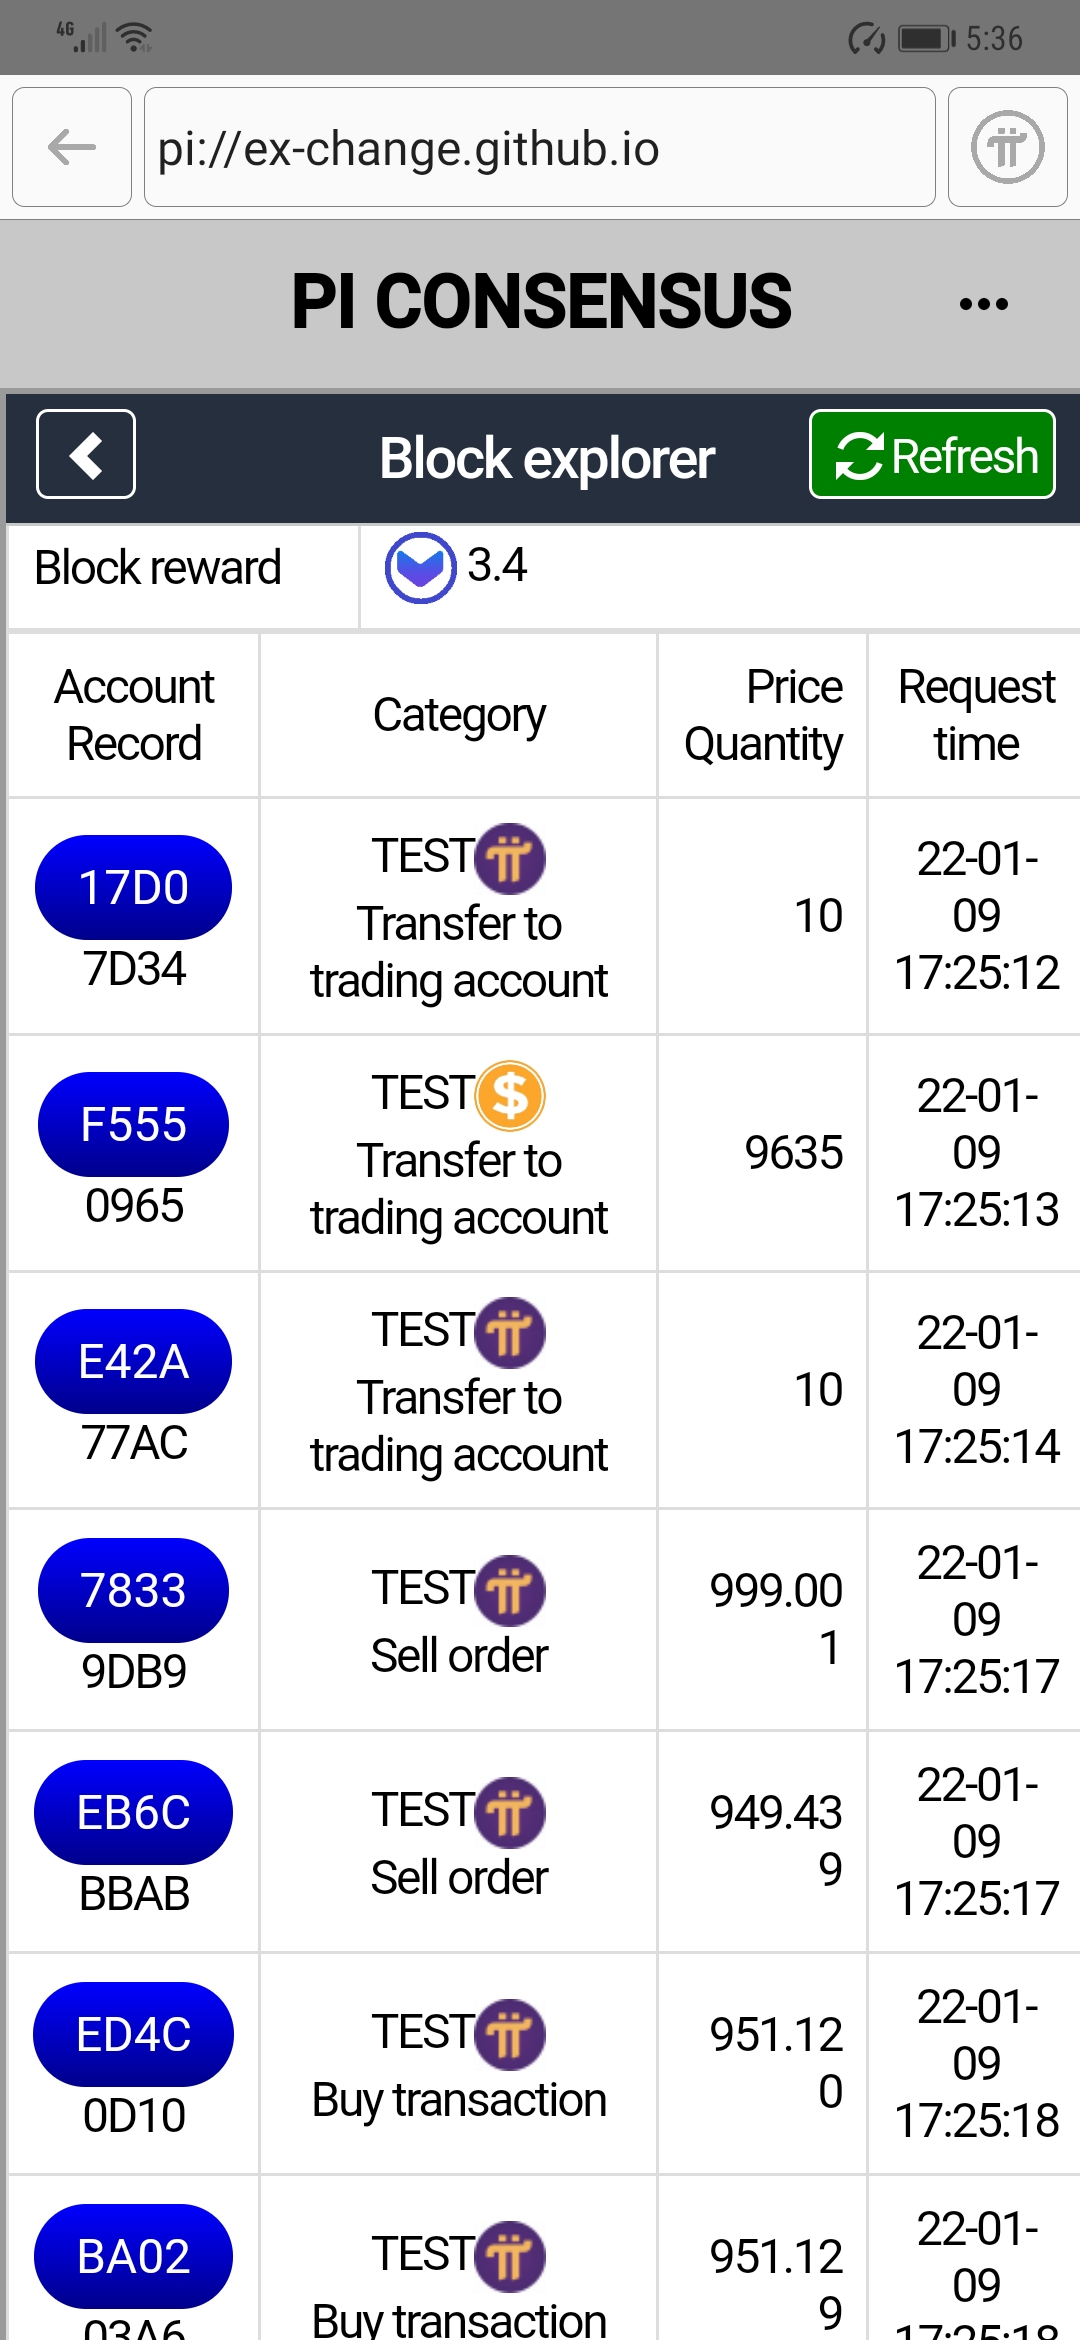 4G 5:36
pi://ex-change.github.io
PI CONSENSUS
Block explorer Refresh
Block reward 3.4
Account Record Category Price Quantity Request time
17D0
7D34
TEST
Transfer to
trading account
10
22-01-
09
17:25:12
F555
0965
TEST
Transfer to
trading account
9635
22-01-
09
17:25:13
E42A
77AC
TEST
Transfer to
trading account
10
22-01-
09
17:25:14
7833
9DB9
TEST
Sell order
999.00
1
22-01-
09
17:25:17
EB6C
BBAB
TEST
Sell order
949.43
9
22-01-
09
17:25:17
ED4C
0D10
TEST
Buy transaction
951.12
0
22-01-
09
17:25:18
BA02
03A6
TEST
Buy transaction
951.12
9
22-01-
09
17:25:18